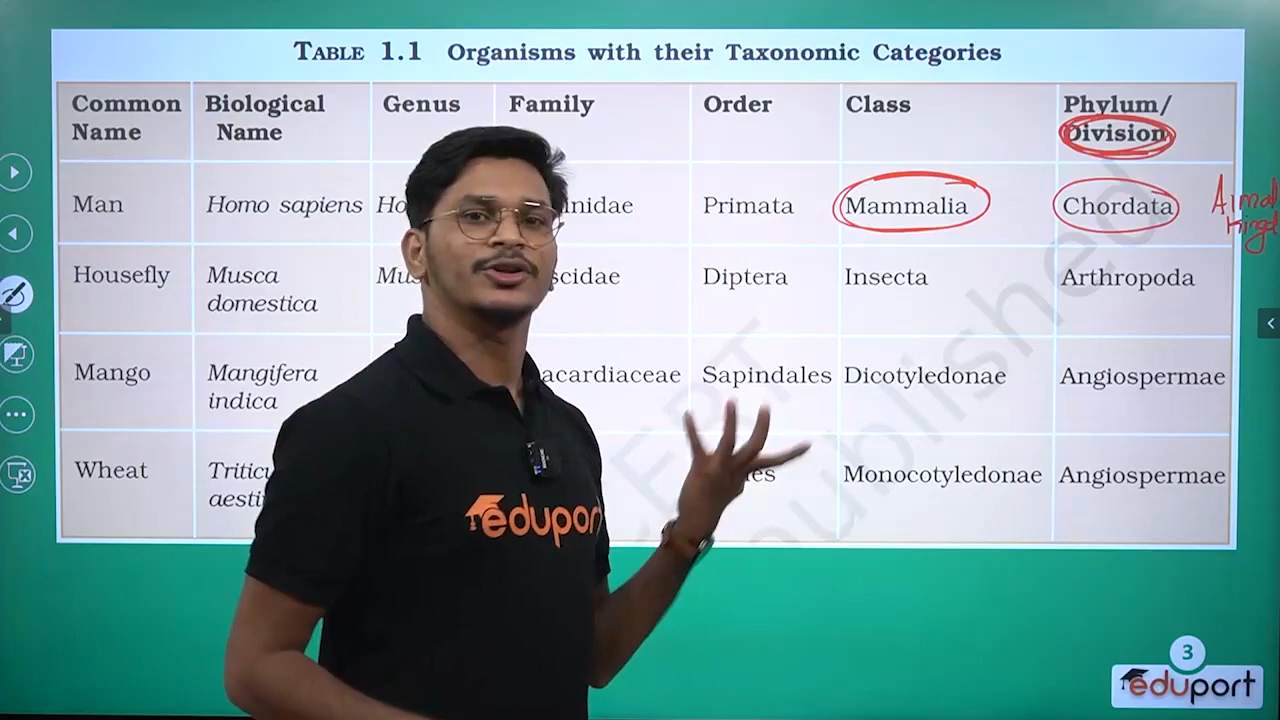 TABLE 1.1 Organisms with their Taxonomic Categories
Common Name Biological Name Genus Family Order Class Phylum/ Division
Man Homo sapiens Primata Mammalia Chordata
Housefly Musca domestica Diptera Insecta Arthropoda
Mango Mangifera indica Sapindales Dicotyledonae Angiospermae
Wheat Monocotyledonae Angiospermae
published
eduport
3
eduport